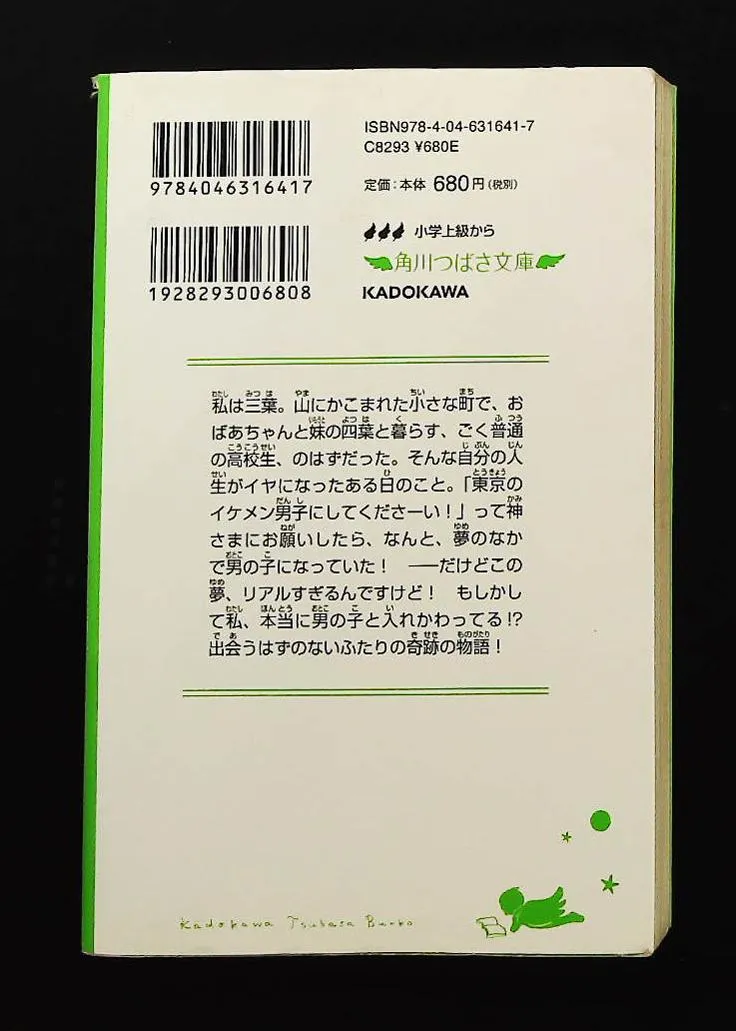 ISBN978-4-04-631641-7
C8293 ¥680E
9784046316417
定価：本体680円（税別）
小学上級から
角川つばさ文庫
1928293006808
KADOKAWA
私は三葉。山にかこまれた小さな町で、お
ばあちゃんと妹の四葉と暮らす、ごく普通
の高校生、のはずだった。そんな自分の人
生がイヤになったある日のこと。「東京の
イケメン男子にしてくださーい！」って神
さまにお願いしたら、なんと、夢のなか
で男の子になっていた！　――だけどこの
夢、リアルすぎるんですけど！　もしかし
て私、本当に男の子と入れかわってる!?
出会うはずのないふたりの奇跡の物語！
Kadokawa Tsubasa Bunko